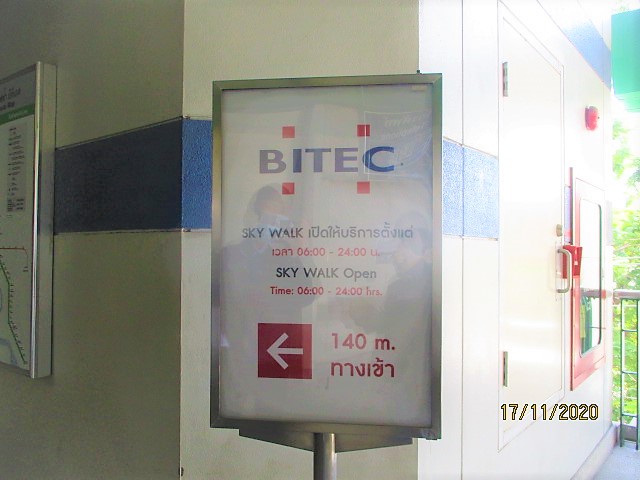 BITEC
SKY WALK เปิดให้บริการตั้งแต่
เวลา 06:00 - 24:00 น.
SKY WALK Open
Time: 06:00 - 24:00 hrs.
140 m.
ทางเข้า
17/11/2020